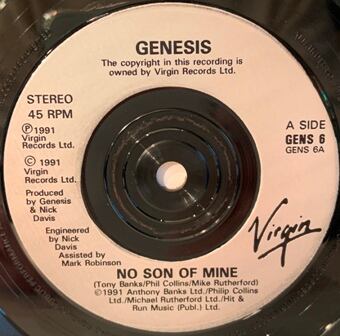 GENESIS
The copyright in this recording is
owned by Virgin Records Ltd.
STEREO
45 RPM
Ⓟ1991
Virgin
Records Ltd.
© 1991
Virgin
Records Ltd.
Produced
by Genesis
& Nick
Davis
Engineered
by Nick
Davis
Assisted by
Mark Robinson
A SIDE
GENS 6
GENS 6A
Virgin
NO SON OF MINE
(Tony Banks/Phil Collins/Mike Rutherford)
©1991 Anthony Banks Ltd./Philip Collins
Ltd./Michael Rutherford Ltd./Hit &
Run Music (Publ.) Ltd.